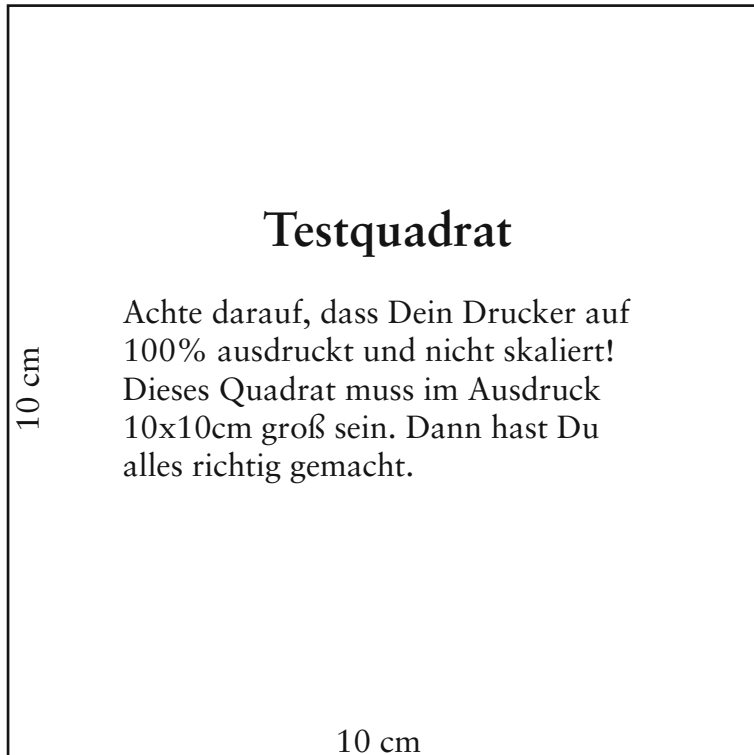 Testquadrat
Achte darauf, dass Dein Drucker auf
100% ausdruckt und nicht skaliert!
Dieses Quadrat muss im Ausdruck
10x10cm groß sein. Dann hast Du
alles richtig gemacht.
10 cm
10 cm